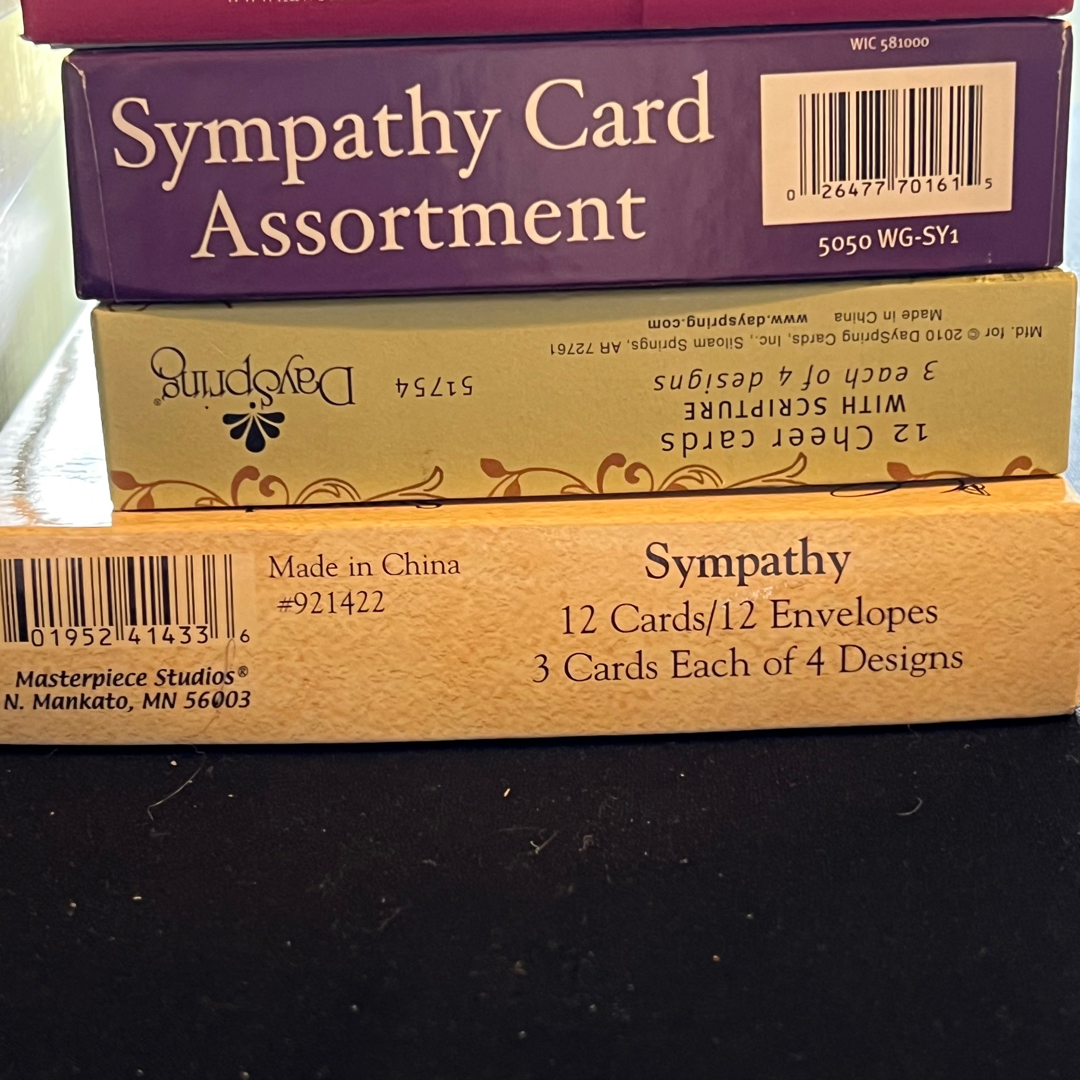 WIC 581000
Sympathy Card
Assortment
0 26477 70161 5
5050 WG-SY1
12 Cheer cards
WITH SCRIPTURE
3 each of 4 designs
51754
DaySpring®
Mfd. for. © 2010 DaySpring Cards, Inc., Siloam Springs, AR 72761
Made in China www.dayspring.com
01952 41433 6
Masterpiece Studios®
N. Mankato, MN 56003
Made in China
#921422
Sympathy
12 Cards/12 Envelopes
3 Cards Each of 4 Designs